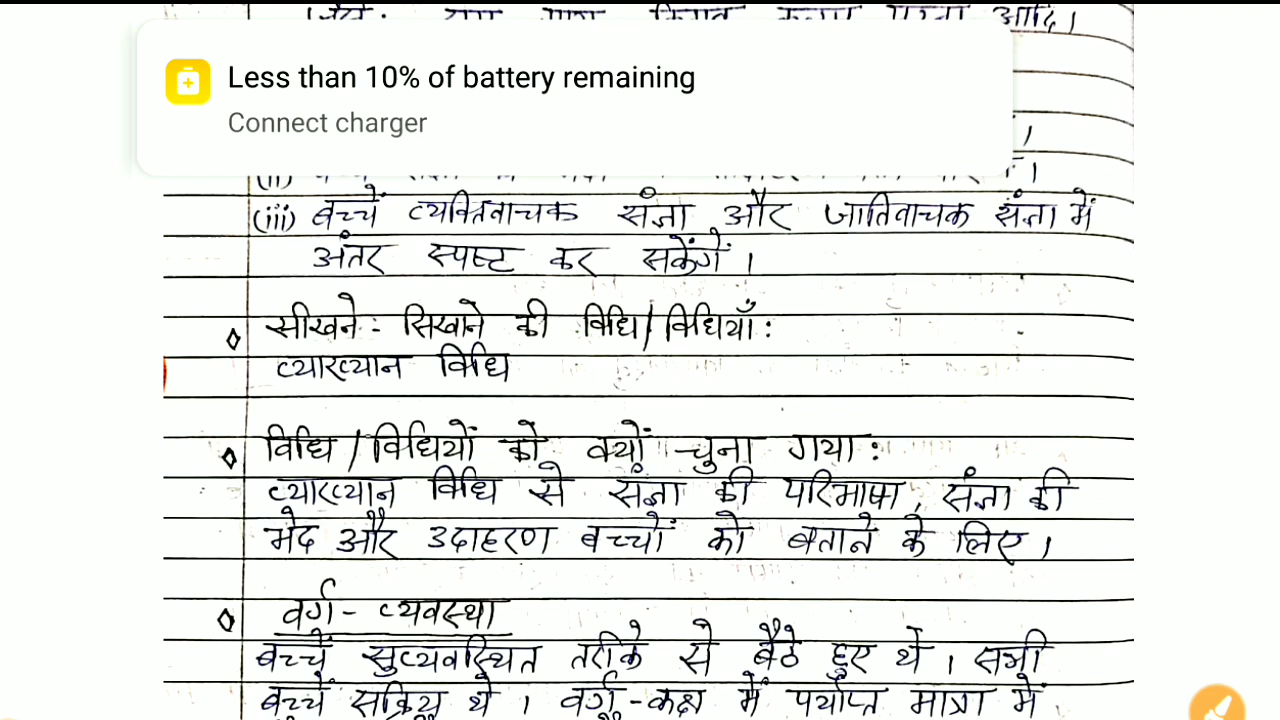 आदि।
Less than 10% of battery remaining
Connect charger
(iii) बच्चें व्यक्तिवाचक संज्ञा और जातिवाचक संज्ञा में
अंतर स्पष्ट कर सकेंगें।
सीखने - सिखाने की विधि/विधियाँ:
व्याख्यान विधि
विधि/विधियों को क्यों चुना गया:
व्याख्यान विधि से संज्ञा की परिभाषा, संज्ञा की
भेद और उदाहरण बच्चों को बताने के लिए।
वर्ग - व्यवस्था
बच्चें सुव्यवस्थित तरीके से बैठे हुए थे। सभी
बच्चें सक्रिय थे। वर्ग-कक्ष में पर्याप्त मात्रा में